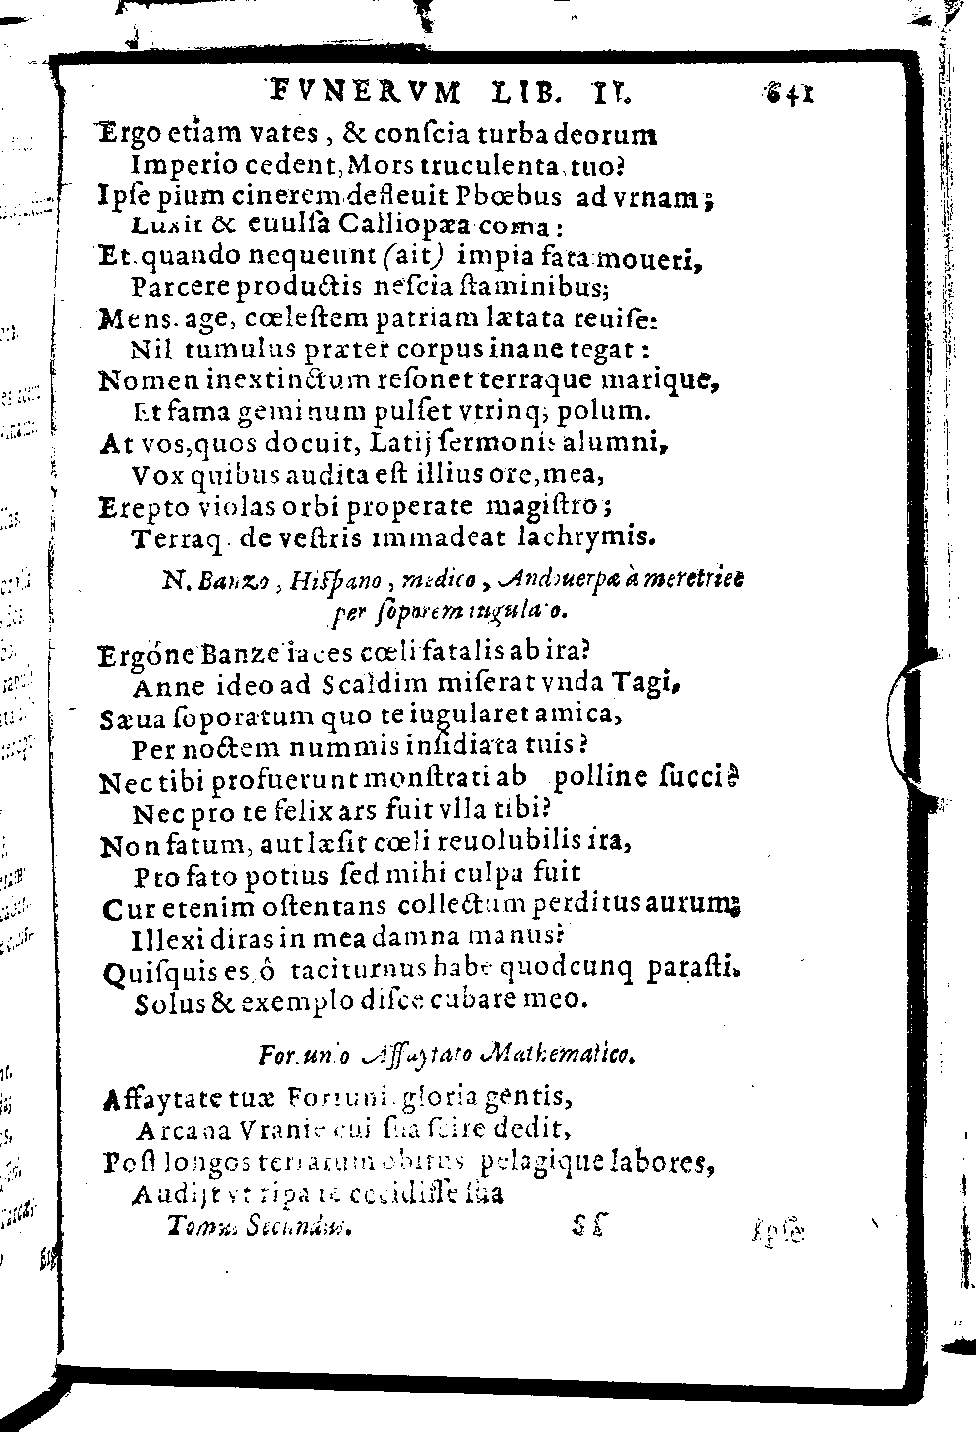 FVNERVM LIB. II. 641
Ergo etiam vates, & conſcia turba deorum
Imperio cedent, Mors truculenta, tuo?
Ipſe pium cinerem defleuit Phœbus ad vrnam;
Luxit & euulſa Calliopæa coma:
Et quando nequeunt (ait) impia fata moueri,
Parcere productis neſcia ſtaminibus;
Mens age, cœleſtem patriam lætata reuiſe:
Nil tumulus præter corpus inane tegat:
Nomen inextinctum reſonet terraque marique,
Et fama geminum pulſet vtrinq; polum.
At vos, quos docuit, Latij ſermonis alumni,
Vox quibus audita eſt illius ore, mea,
Erepto violas orbi properate magiſtro;
Terraq. de veſtris immadeat lachrymis.
N. Banzo, Hiſpano, medico, Andouerpæ à meretrice
per ſoporem iugulato.
Ergóne Banze iaces cœli fatalis ab ira?
Anne ideo ad Scaldim miſerat vnda Tagi,
Sæua ſoporatum quo te iugularet amica,
Per noctem nummis inſidiata tuis?
Nec tibi profuerunt monſtrati ab polline ſucci?
Nec pro te felix ars fuit vlla tibi?
Non fatum, aut læſit cœli reuolubilis ira,
Pro fato potius ſed mihi culpa fuit
Cur etenim oſtentans collectum perditus aurum;
Illexi diras in mea damna manus?
Quiſquis es ô taciturnus habe quodcunq paraſti.
Solus & exemplo diſce cubare meo.
Fortunio Aſſaytato Mathematico.
Affaytate tuæ Fortuni gloria gentis,
Arcana Vranie cui ſua ſcire dedit,
Poſt longos terrarum obitus pelagique labores,
Audijt vt ripa te cecidiſſe ſua
Tomus Secundus. Sſ Ipſe